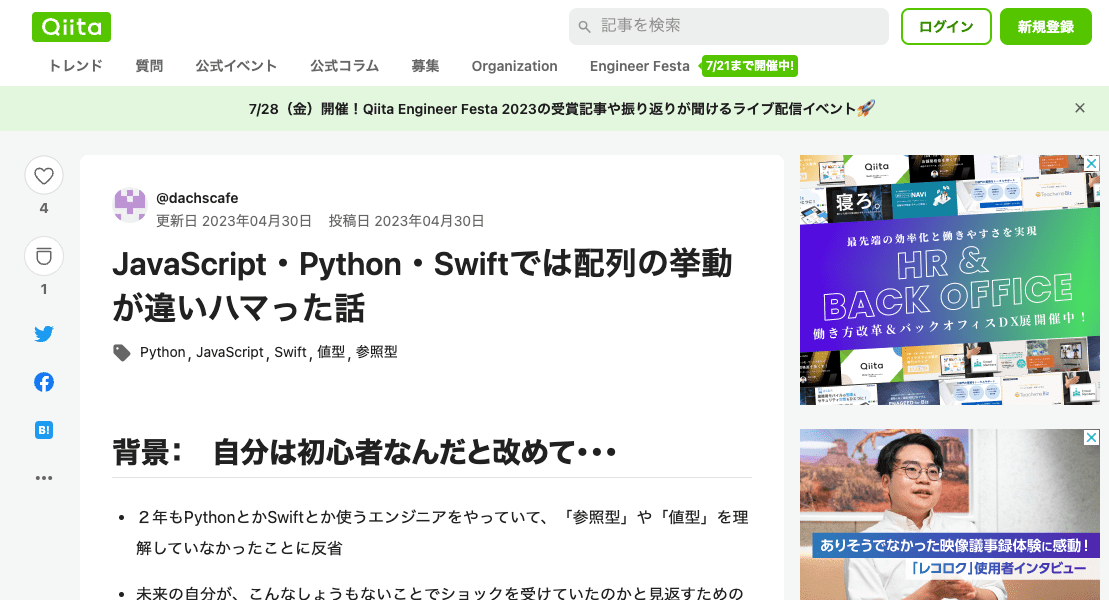 Qiita
記事を検索
ログイン
新規登録
トレンド
質問
公式イベント
公式コラム
募集
Organization
Engineer Festa
7/21まで開催中!
7/28（金）開催！Qiita Engineer Festa 2023の受賞記事や振り返りが聞けるライブ配信イベント🚀
4
1
B!
@dachscafe
更新日 2023年04月30日 投稿日 2023年04月30日
JavaScript・Python・Swiftでは配列の挙動
が違いハマった話
Python, JavaScript, Swift, 値型, 参照型
背景：　自分は初心者なんだと改めて・・・
２年もPythonとかSwiftとか使うエンジニアをやっていて、「参照型」や「値型」を理
解していなかったことに反省
未来の自分が、こんなしょうもないことでショックを受けていたのかと見返すための
Qiita
寝ろ。
NAVI
最先端の効率化と働きやすさを実現
HR &
BACK OFFICE
働き方改革＆バックオフィスDX展開催中！
Qiita
ありそうでなかった映像議事録体験に感動！
「レコロク」使用者インタビュー